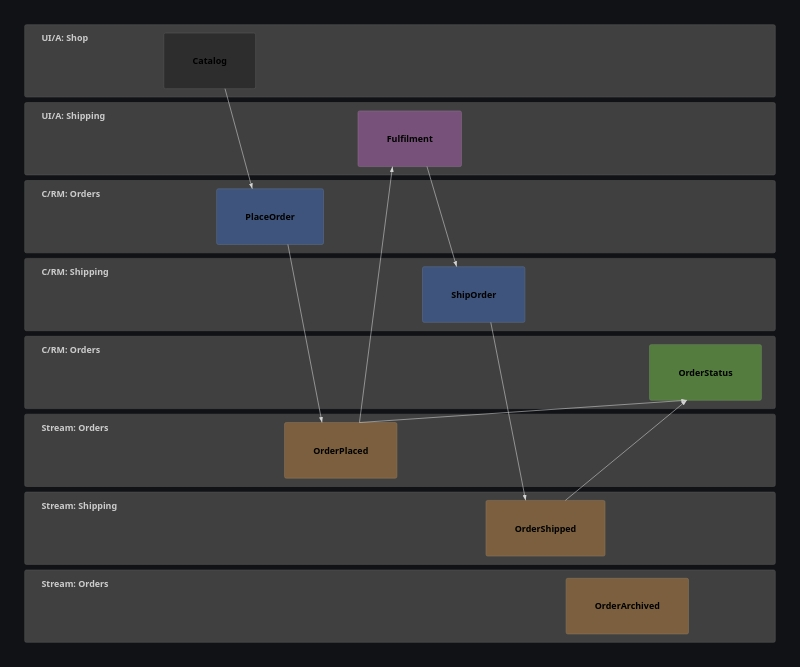 UI/A: Shop
Catalog
UI/A: Shipping
Fulfilment
C/RM: Orders
PlaceOrder
C/RM: Shipping
ShipOrder
C/RM: Orders
OrderStatus
Stream: Orders
OrderPlaced
Stream: Shipping
OrderShipped
Stream: Orders
OrderArchived